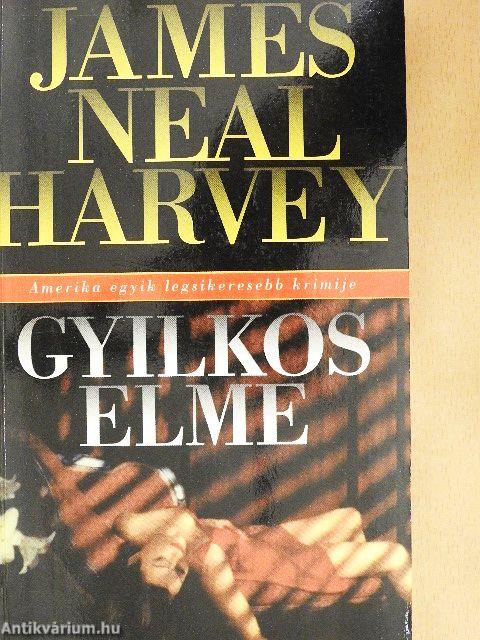 JAMES
NEAL
HARVEY
Amerika egyik legsikeresebb krimije
GYILKOS
ELME
Antikvárium.hu